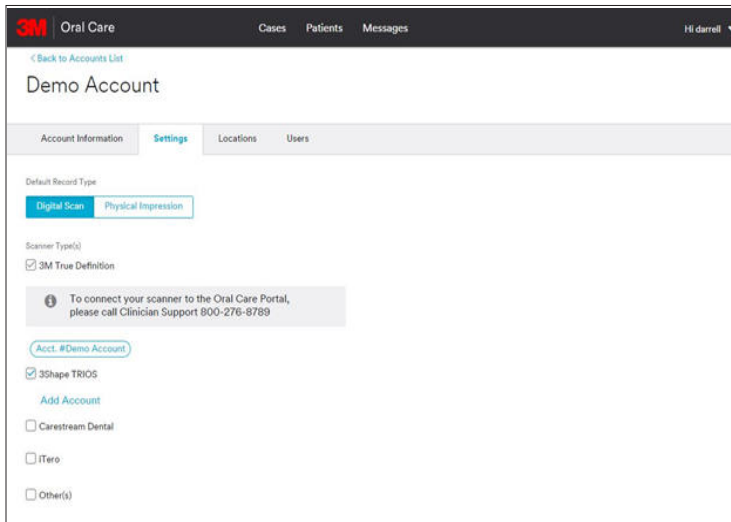 3M Oral Care Cases Patients Messages Hi darrell
< Back to Accounts List
Demo Account
Account Information Settings Locations Users
Default Record Type
Digital Scan Physical Impression
Scanner Type(s)
3M True Definition
To connect your scanner to the Oral Care Portal,
please call Clinician Support 800-276-8789
Acct. #Demo Account
3Shape TRIOS
Add Account
Carestream Dental
iTero
Other(s)